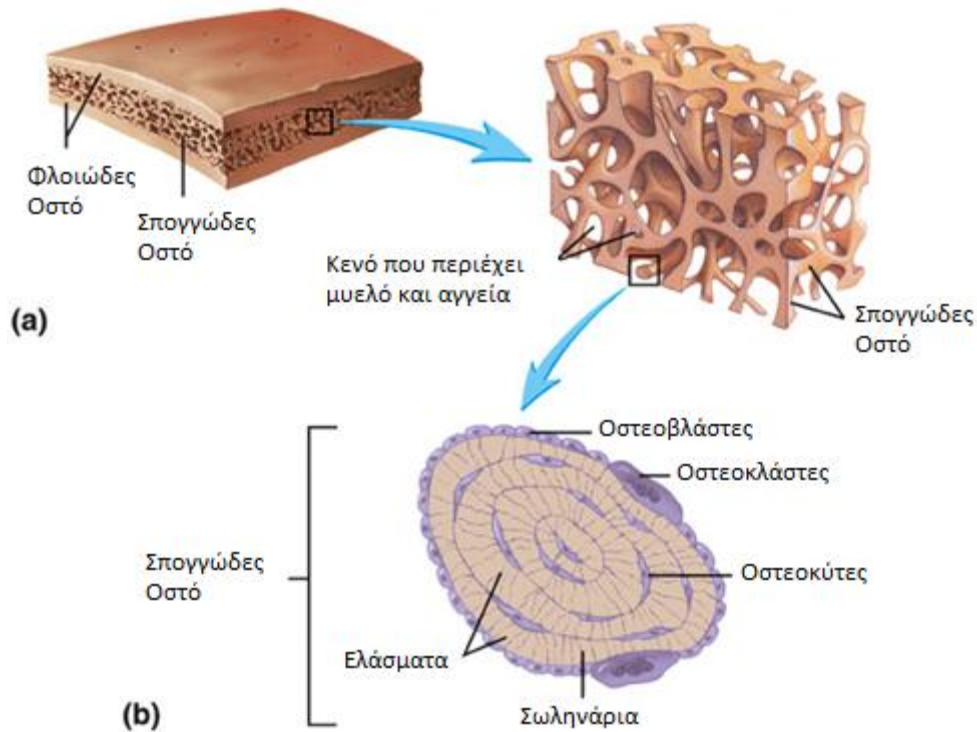 Φλοιώδες
Οστό
Σπογγώδες
Οστό
Κενό που περιέχει
μυελό και αγγεία
Σπογγώδες
Οστό
(a)
Οστεοβλάστες
Οστεοκλάστες
Σπογγώδες
Οστό
Οστεοκύτες
Ελάσματα
Σωληνάρια
(b)